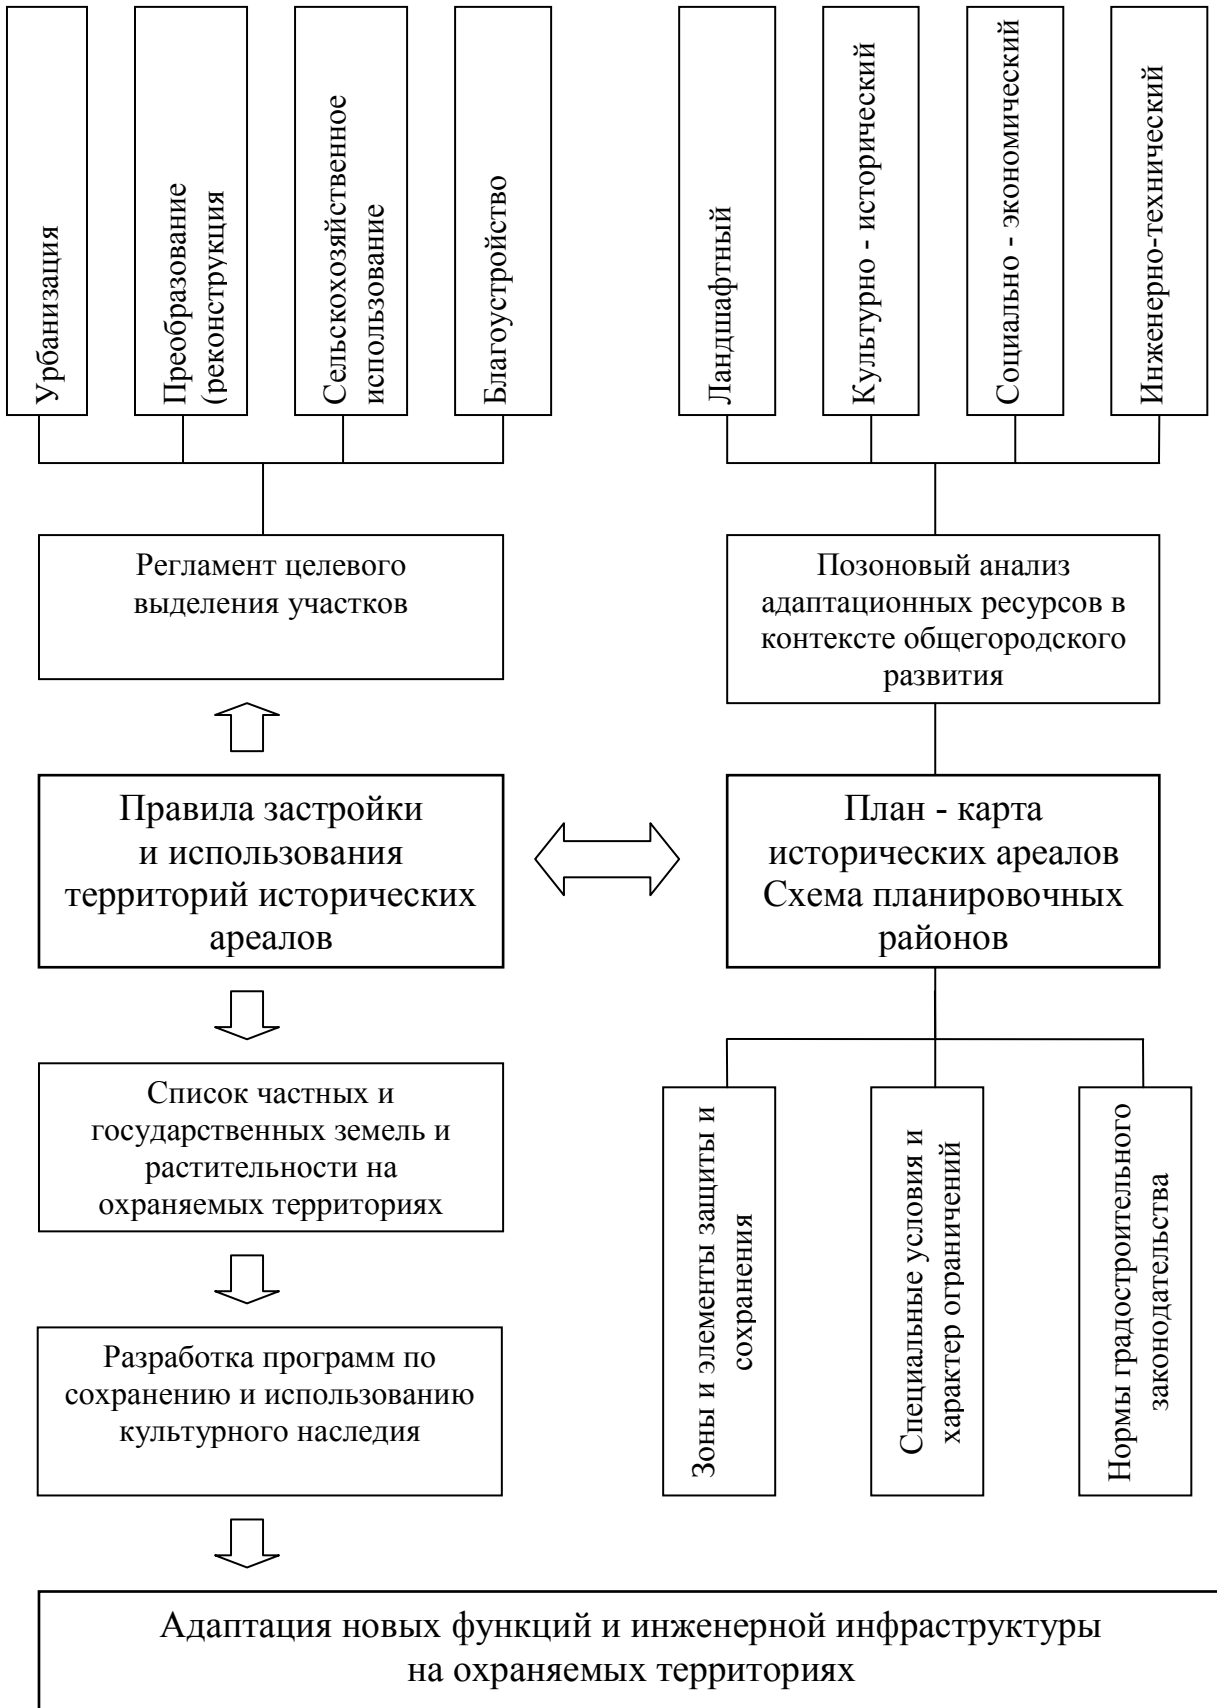 Урбанизация
Преобразование
(реконструкция
Сельскохозяйственное
использование
Благоустройство
Ландшафтный
Культурно - исторический
Социально - экономический
Инженерно-технический
Регламент целевого
выделения участков
Позоновый анализ
адаптационных ресурсов в
контексте общегородского
развития
Правила застройки
и использования
территорий исторических
ареалов
План - карта
исторических ареалов
Схема планировочных
районов
Список частных и
государственных земель и
растительности на
охраняемых территориях
Зоны и элементы защиты и
сохранения
Специальные условия и
характер ограничений
Нормы градостроительного
законодательства
Разработка программ по
сохранению и использованию
культурного наследия
Адаптация новых функций и инженерной инфраструктуры
на охраняемых территориях